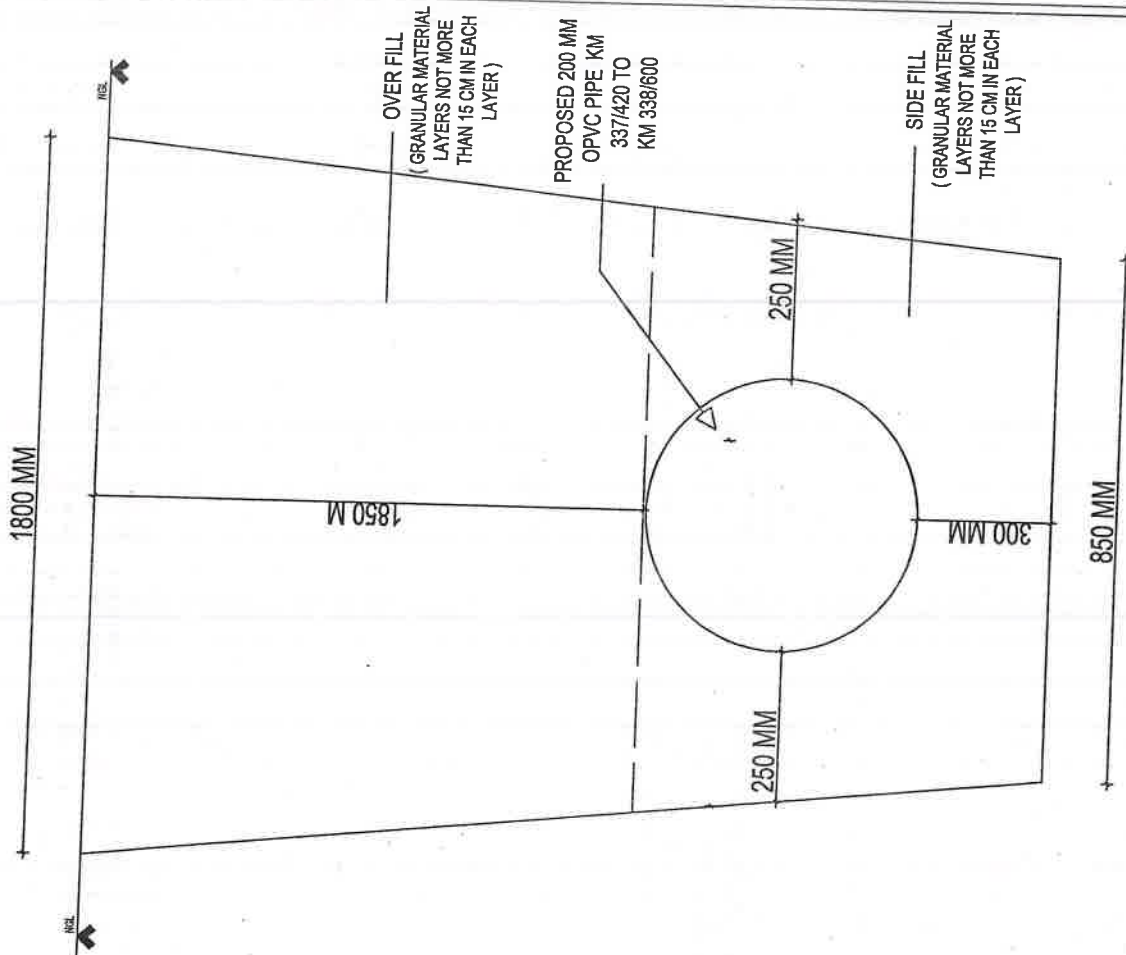 1800 MM
NGL
NGL
OVER FILL
( GRANULAR MATERIAL
LAYERS NOT MORE
THAN 15 CM IN EACH
LAYER )
1850 M
PROPOSED 200 MM
OPVC PIPE KM
337/420 TO
KM 338/600
250 MM
250 MM
SIDE FILL
( GRANULAR MATERIAL
LAYERS NOT MORE
THAN 15 CM IN EACH
LAYER )
300 MM
850 MM